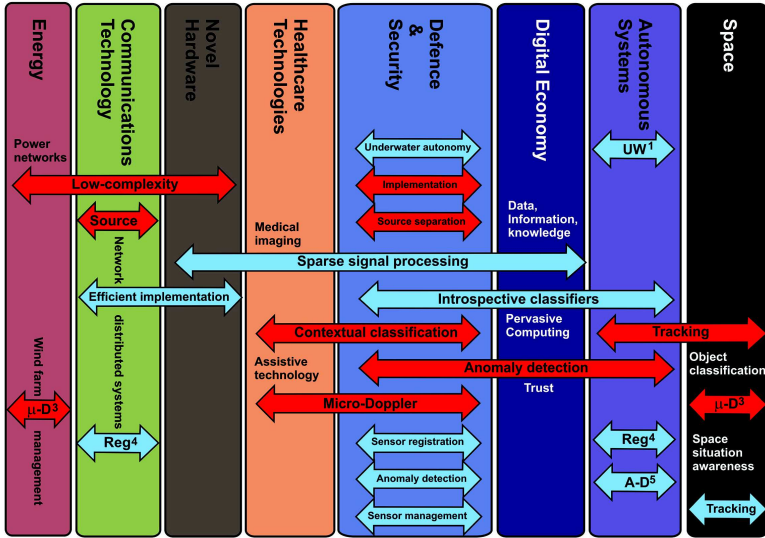 Energy
Communications
Technology
Novel
Hardware
Healthcare
Technologies
Defence
&
Security
Digital Economy
Autonomous
Systems
Space
Power
networks
Underwater autonomy
UW1
Low-complexity
Implementation
Source
Source separation
Data,
Information,
knowledge
Medical
imaging
Sparse signal processing
Network distributed systems
Efficient implementation
Introspective classifiers
Contextual classification
Pervasive
Computing
Tracking
Wind farm management
Assistive
technology
Anomaly detection
Object
classification
Trust
μ-D3
Micro-Doppler
μ-D3
Reg4
Sensor registration
Reg4
Space
situation
awareness
Anomaly detection
A-D5
Sensor management
Tracking